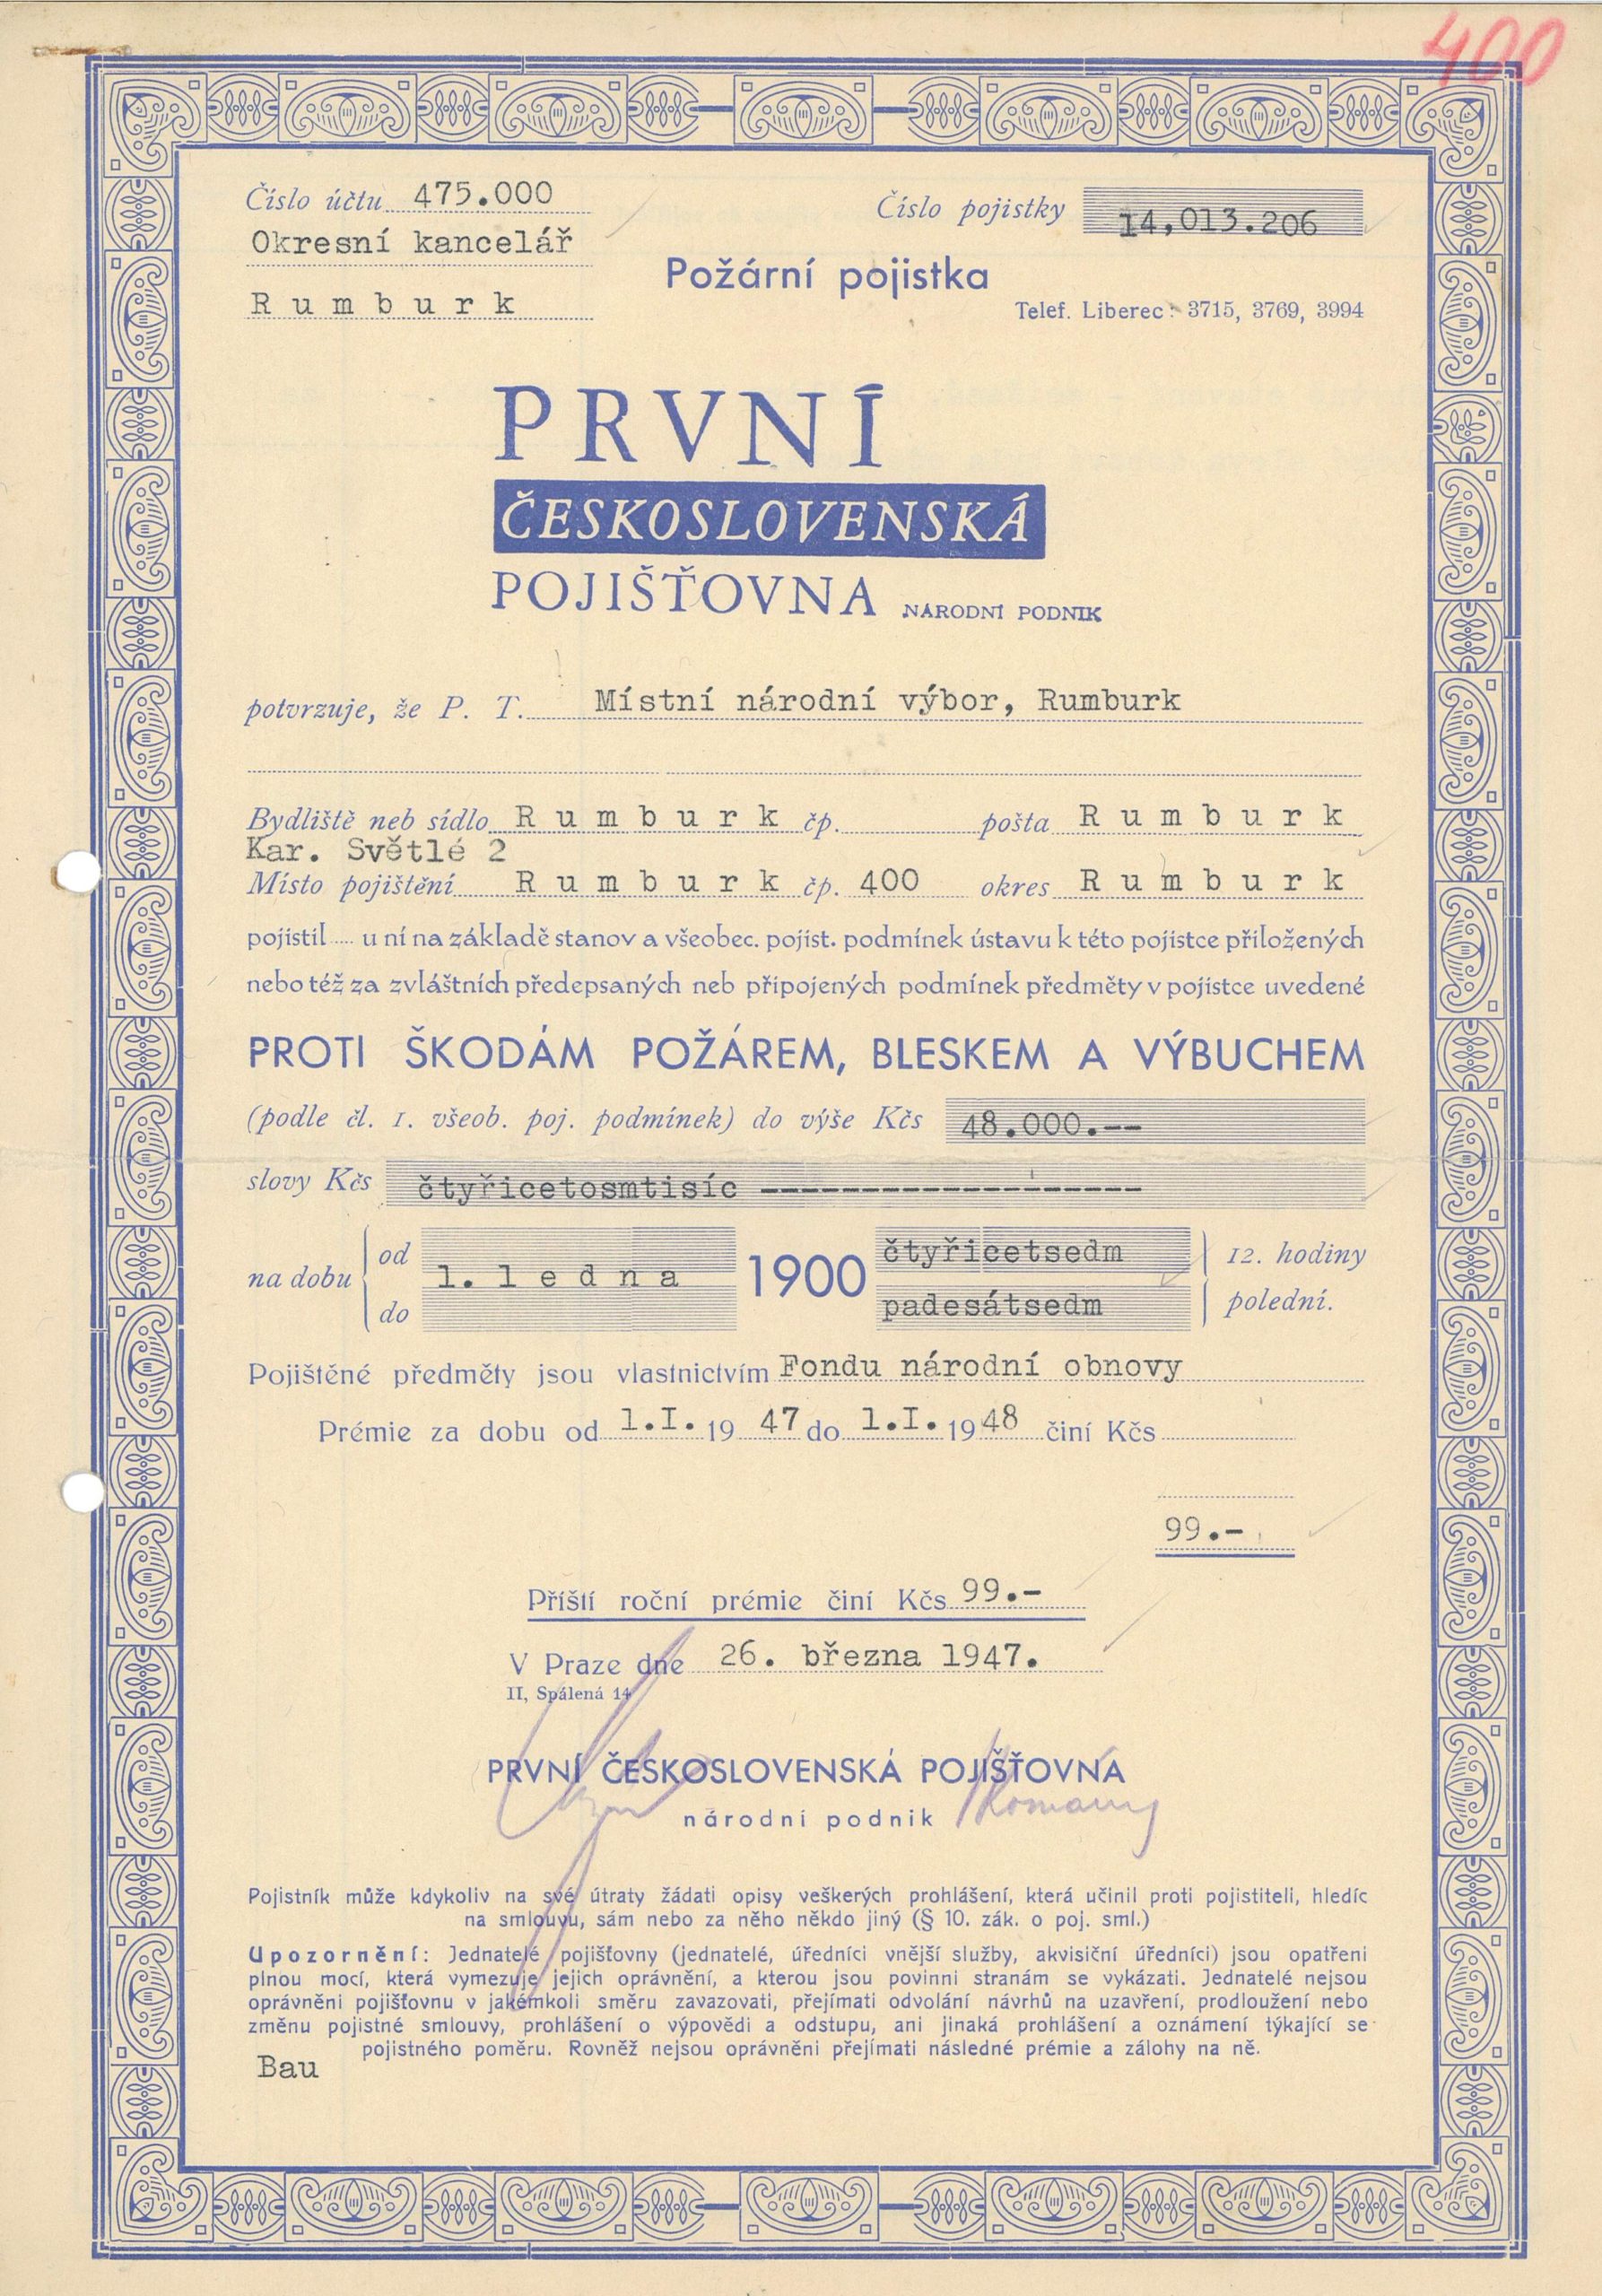 400
Číslo účtu 475.000
Číslo pojistky 14,013.206
Okresní kancelář
Požární pojistka
Rumburk
Telef. Liberec: 3715, 3769, 3994
PRVNÍ
ČESKOSLOVENSKÁ
POJIŠŤOVNA NÁRODNÍ PODNIK
potvrzuje, že P. T. Místní národní výbor, Rumburk
Bydliště neb sídlo Rumburk čp. pošta Rumburk
Kar. Světlé 2
Místo pojištění Rumburk čp. 400 okres Rumburk
pojistil u ní na základě stanov a všeobec. pojist. podmínek ústavu k této pojistce přiložených
nebo též za zvláštních předepsaných neb připojených podmínek předměty v pojistce uvedené
PROTI ŠKODÁM POŽÁREM, BLESKEM A VÝBUCHEM
(podle čl. 1. všeob. poj. podmínek) do výše Kčs 48.000.--
slovy Kčs čtyřicetosmtisíc -------------------
na dobu od do 1. ledna 1900 čtyřicetsedm padesátsedm 12. hodiny polední.
Pojištěné předměty jsou vlastnictvím Fondu národní obnovy
Prémie za dobu od 1.I. 19 47 do 1.I. 19 48 činí Kčs
99.-
Příští roční prémie činí Kčs 99.-
V Praze dne 26. března 1947.
II, Spálená 14
PRVNÍ ČESKOSLOVENSKÁ POJIŠŤOVNA
národní podnik
Pojistník může kdykoliv na své útraty žádati opisy veškerých prohlášení, která učinil proti pojistiteli, hledíc
na smlouvu, sám nebo za něho někdo jiný (§ 10. zák. o poj. sml.)
Upozornění: Jednatelé pojišťovny (jednatelé, úředníci vnější služby, akvisiční úředníci) jsou opatřeni
plnou mocí, která vymezuje jejich oprávnění, a kterou jsou povinni stranám se vykázati. Jednatelé nejsou
oprávněni pojišťovnu v jakémkoli směru zavazovati, přejímati odvolání návrhů na uzavření, prodloužení nebo
změnu pojistné smlouvy, prohlášení o výpovědi a odstupu, ani jinaká prohlášení a oznámení týkající se
pojistného poměru. Rovněž nejsou oprávněni přejímati následné prémie a zálohy na ně.
Bau